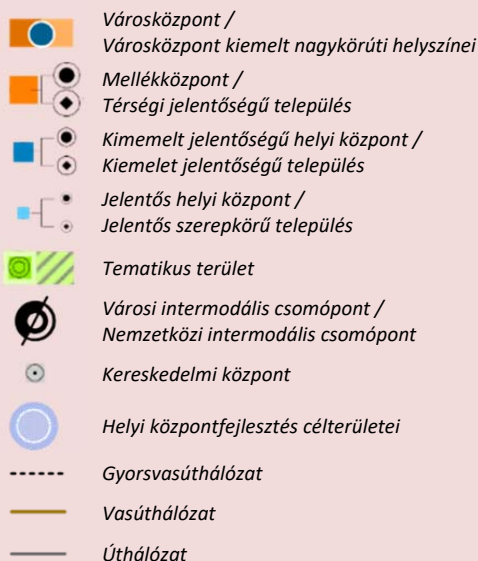 Városközpont /
Városközpont kiemelt nagykörúti helyszínei
Mellékközpont /
Térségi jelentőségű település
Kimemelt jelentőségű helyi központ /
Kiemelet jelentőségű település
Jelentős helyi központ /
Jelentős szerepkörű település
Tematikus terület
Városi intermodális csomópont /
Nemzetközi intermodális csomópont
Kereskedelmi központ
Helyi központfejlesztés célterületei
Gyorsvasúthálózat
Vasúthálózat
Úthálózat